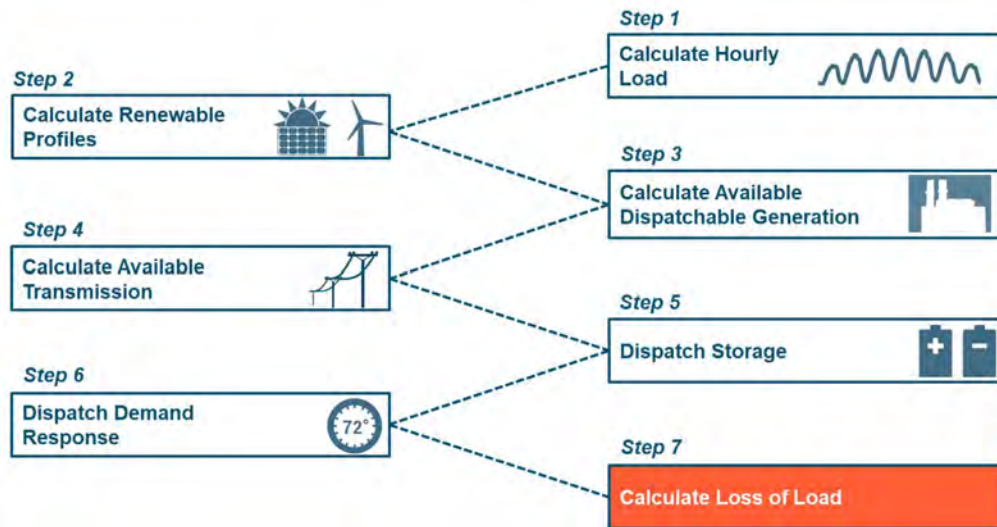 Step 1
Calculate Hourly
Load
Step 2
Calculate Renewable
Profiles
Step 3
Calculate Available
Dispatchable Generation
Step 4
Calculate Available
Transmission
Step 5
Dispatch Storage
+ −
Step 6
Dispatch Demand
Response
72°
Step 7
Calculate Loss of Load